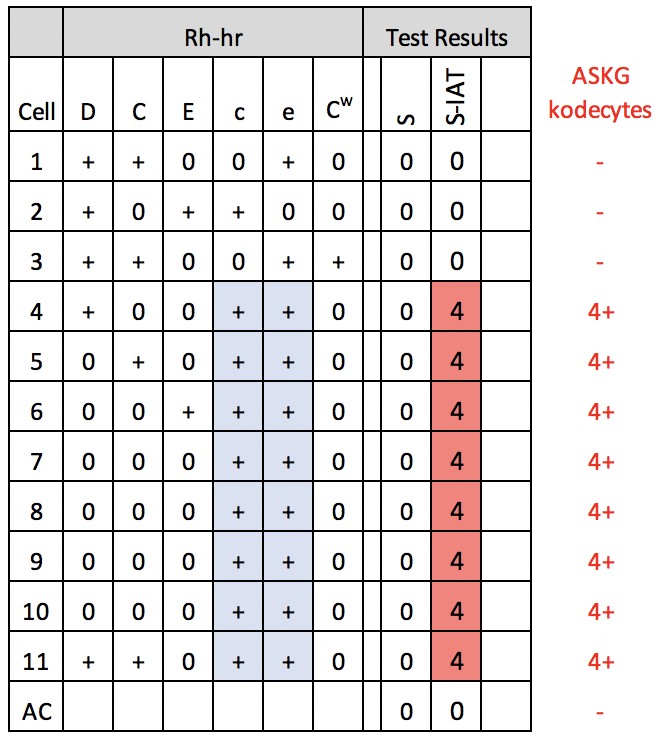 Rh-hr Test Results
Cell D C E c e Cʷ S S-IAT ASKG kodecytes
1 + + 0 0 + 0 0 0 -
2 + 0 + + 0 0 0 0 -
3 + + 0 0 + + 0 0 -
4 + 0 0 + + 0 0 4 4+
5 0 + 0 + + 0 0 4 4+
6 0 0 + + + 0 0 4 4+
7 0 0 0 + + 0 0 4 4+
8 0 0 0 + + 0 0 4 4+
9 0 0 0 + + 0 0 4 4+
10 0 0 0 + + 0 0 4 4+
11 + + 0 + + 0 0 4 4+
AC 0 0 -